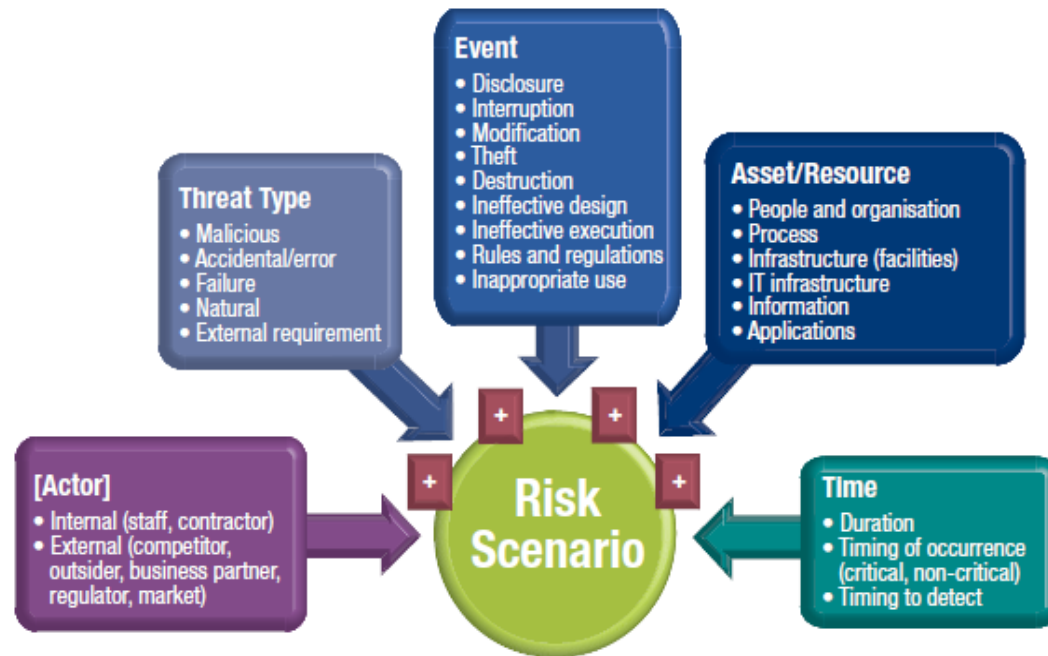 Event
• Disclosure
• Interruption
• Modification
• Theft
• Destruction
• Ineffective design
• Ineffective execution
• Rules and regulations
• Inappropriate use
Threat Type
• Malicious
• Accidental/error
• Failure
• Natural
• External requirement
Asset/Resource
• People and organisation
• Process
• Infrastructure (facilities)
• IT infrastructure
• Information
• Applications
[Actor]
• Internal (staff, contractor)
• External (competitor,
outsider, business partner,
regulator, market)
+
+
+
+
Risk
Scenario
TIme
• Duration
• Timing of occurrence
(critical, non-critical)
• Timing to detect